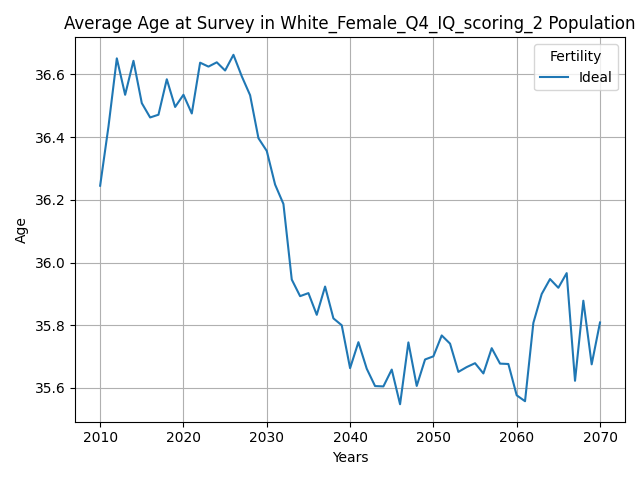 Average Age at Survey in White_Female_Q4_IQ_scoring_2 Population
Fertility
Ideal
36.6
36.4
36.2
36.0
35.8
35.6
Age
2010 2020 2030 2040 2050 2060 2070
Years